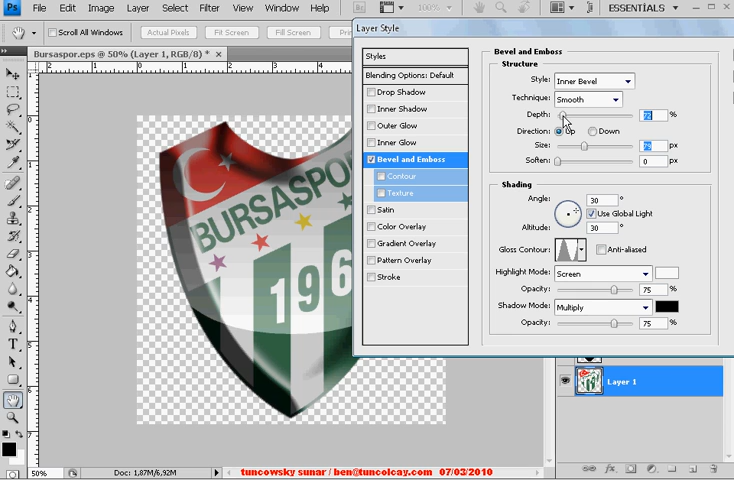 Ps File Edit Image Layer Select Filter View Window Help 100% ESSENTİALS
Scroll All Windows Actual Pixels Fit Screen Fill Screen
Bursaspor.eps @ 50% (Layer 1, RGB/8) *
BURSASPOR
196
50% Doc: 1,87M/6,92M
tuncowsky sunar / ben@tuncolcay.com 07/03/2010
Layer Style
Styles
Blending Options: Default
Drop Shadow
Inner Shadow
Outer Glow
Inner Glow
Bevel and Emboss
Contour
Texture
Satin
Color Overlay
Gradient Overlay
Pattern Overlay
Stroke
Bevel and Emboss
Structure
Style: Inner Bevel
Technique: Smooth
Depth: 72 %
Direction: Up Down
Size: 79 px
Soften: 0 px
Shading
Angle: 30 °
Use Global Light
Altitude: 30 °
Gloss Contour: Anti-aliased
Highlight Mode: Screen
Opacity: 75 %
Shadow Mode: Multiply
Opacity: 75 %
Layer 1